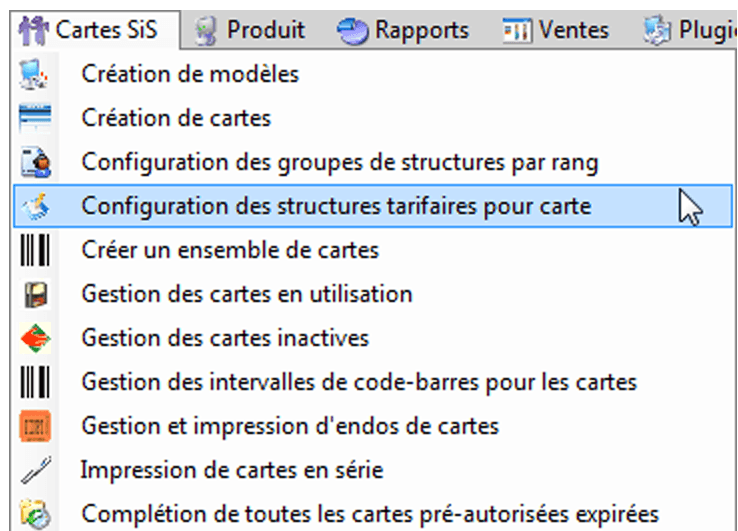 Cartes SiS Produit Rapports Ventes Plugi
Création de modèles
Création de cartes
Configuration des groupes de structures par rang
Configuration des structures tarifaires pour carte
Créer un ensemble de cartes
Gestion des cartes en utilisation
Gestion des cartes inactives
Gestion des intervalles de code-barres pour les cartes
Gestion et impression d'endos de cartes
Impression de cartes en série
Complétion de toutes les cartes pré-autorisées expirées